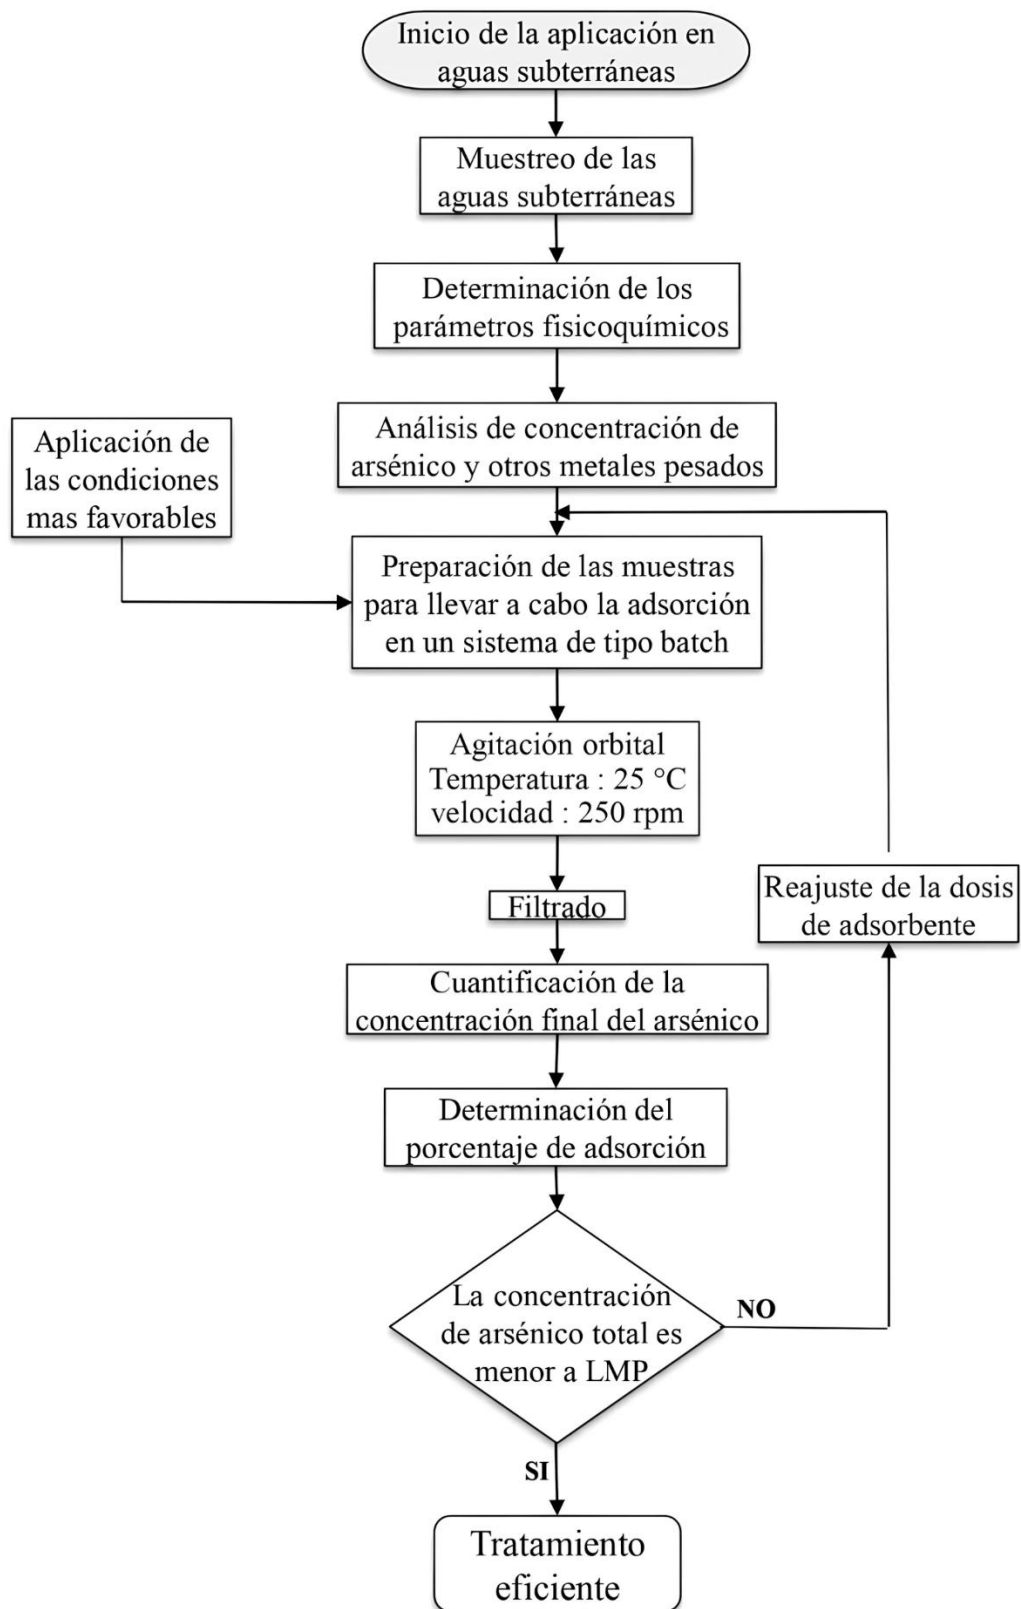 Inicio de la aplicación en
aguas subterráneas
Muestreo de las
aguas subterráneas
Determinación de los
parámetros fisicoquímicos
Análisis de concentración de
arsénico y otros metales pesados
Aplicación de
las condiciones
mas favorables
Preparación de las muestras
para llevar a cabo la adsorción
en un sistema de tipo batch
Agitación orbital
Temperatura : 25 °C
velocidad : 250 rpm
Filtrado
Reajuste de la dosis
de adsorbente
Cuantificación de la
concentración final del arsénico
Determinación del
porcentaje de adsorción
La concentración
de arsénico total es
menor a LMP
NO
SI
Tratamiento
eficiente